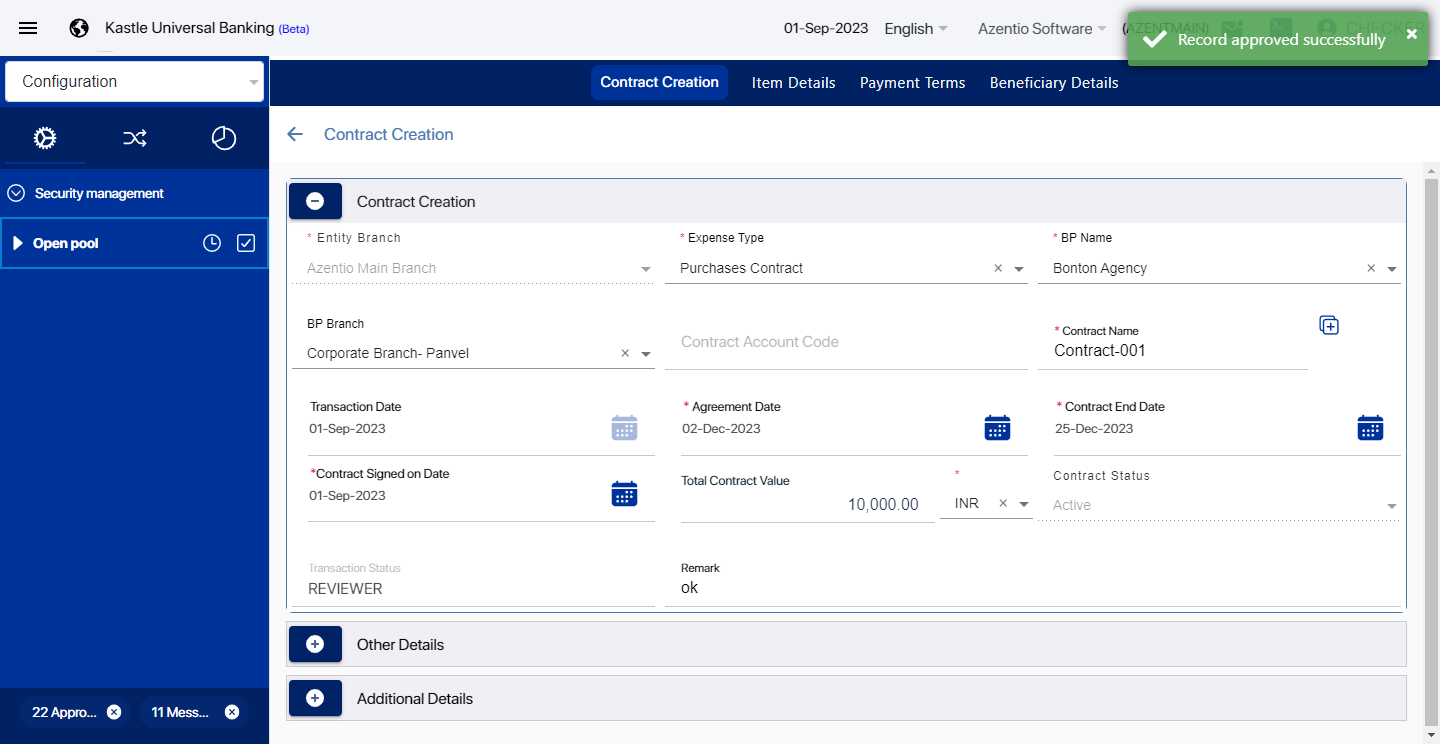 Kastle Universal Banking (Beta)
01-Sep-2023
English
Azentio Software
(AZENTMAIN)
CHECKER
Record approved successfully
Configuration
Contract Creation
Item Details
Payment Terms
Beneficiary Details
Contract Creation
Security management
Open pool
Contract Creation
* Entity Branch
* Expense Type
* BP Name
Azentio Main Branch
Purchases Contract
Bonton Agency
BP Branch
Corporate Branch- Panvel
Contract Account Code
* Contract Name
Contract-001
Transaction Date
* Agreement Date
* Contract End Date
01-Sep-2023
02-Dec-2023
25-Dec-2023
*Contract Signed on Date
01-Sep-2023
Total Contract Value
10,000.00
*
INR
Contract Status
Active
Transaction Status
REVIEWER
Remark
ok
Other Details
Additional Details
22 Appro...
11 Mess...